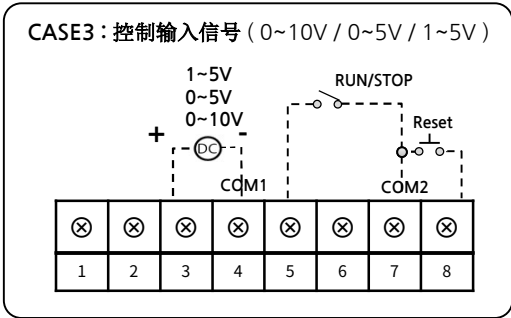 CASE3：控制输入信号 ( 0~10V / 0~5V / 1~5V )
1~5V
0~5V
0~10V
RUN/STOP
+ -
DC
Reset
COM1
COM2
1 2 3 4 5 6 7 8